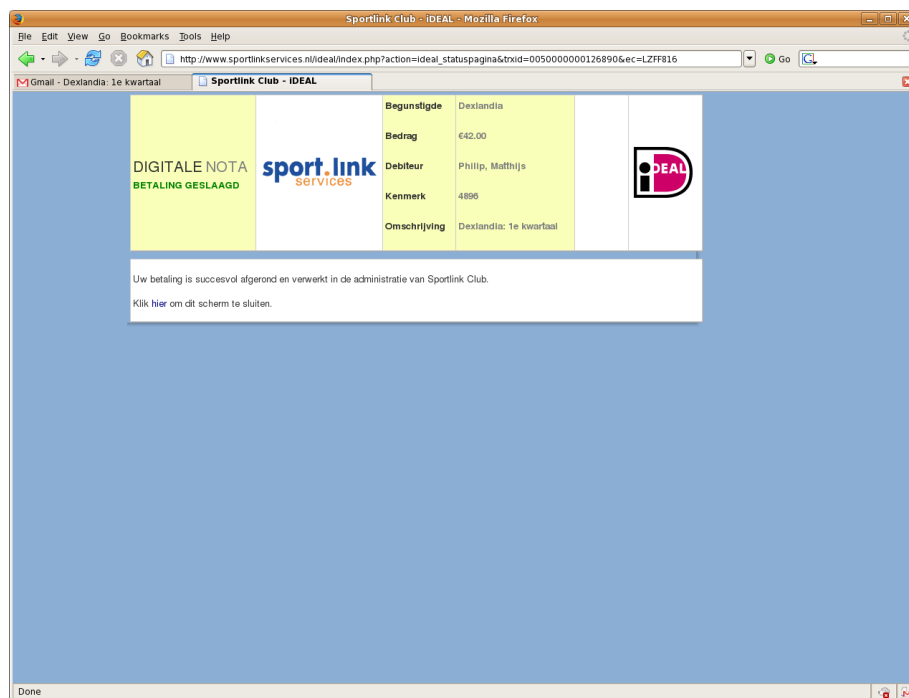 Sportlink Club - iDEAL - Mozilla Firefox
File Edit View Go Bookmarks Tools Help
http://www.sportlinkservices.nl/ideal/index.php?action=ideal_statuspagina&trxid=0050000000126890&ec=LZFF816
Go
G
Gmail - Dexlandia: 1e kwartaal
Sportlink Club - iDEAL
DIGITALE NOTA
BETALING GESLAAGD
sport.link
services
Begunstigde Dexlandia
Bedrag €42.00
Debiteur Philip, Matthijs
Kenmerk 4896
Omschrijving Dexlandia: 1e kwartaal
iDEAL
Uw betaling is succesvol afgerond en verwerkt in de administratie van Sportlink Club.
Klik hier om dit scherm te sluiten.
Done